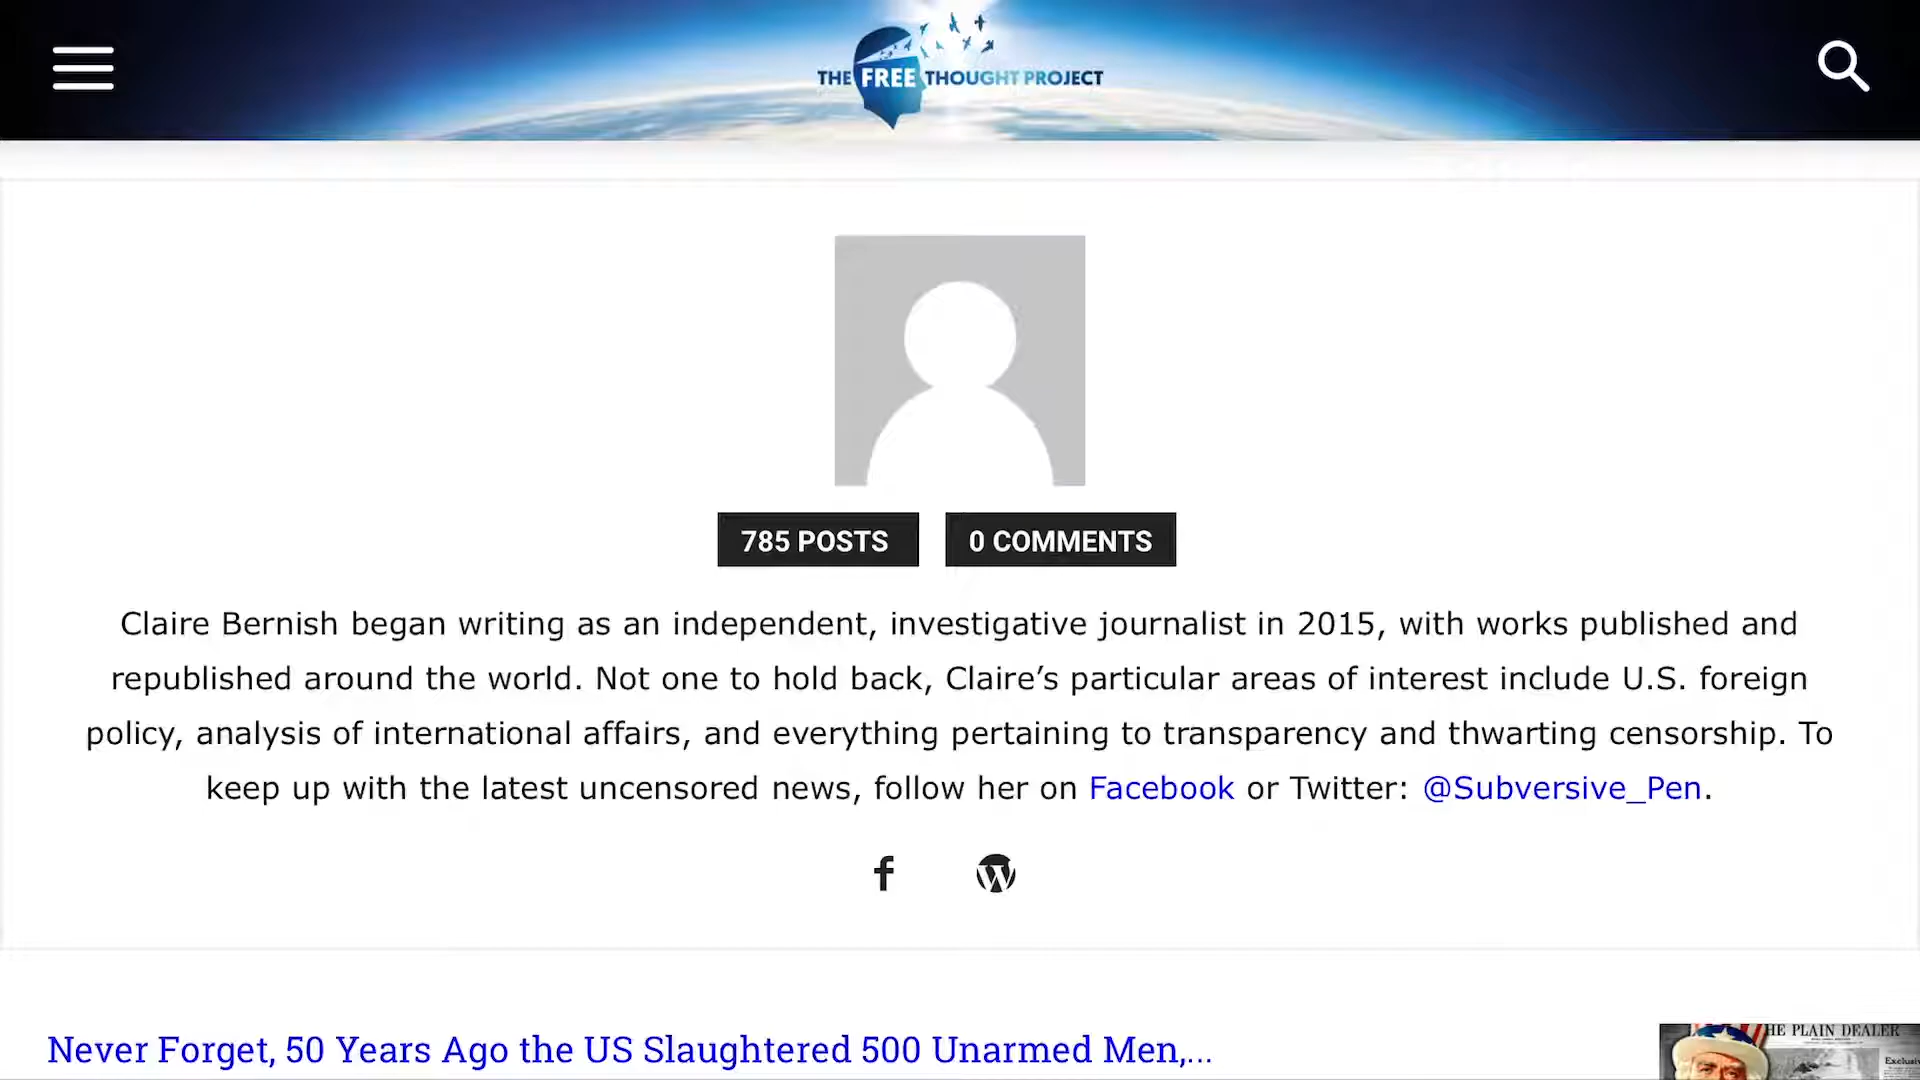 THE FREE THOUGHT PROJECT
785 POSTS
0 COMMENTS
Claire Bernish began writing as an independent, investigative journalist in 2015, with works published and
republished around the world. Not one to hold back, Claire’s particular areas of interest include U.S. foreign
policy, analysis of international affairs, and everything pertaining to transparency and thwarting censorship. To
keep up with the latest uncensored news, follow her on Facebook or Twitter: @Subversive_Pen.
Never Forget, 50 Years Ago the US Slaughtered 500 Unarmed Men,...
HE PLAIN DEALER